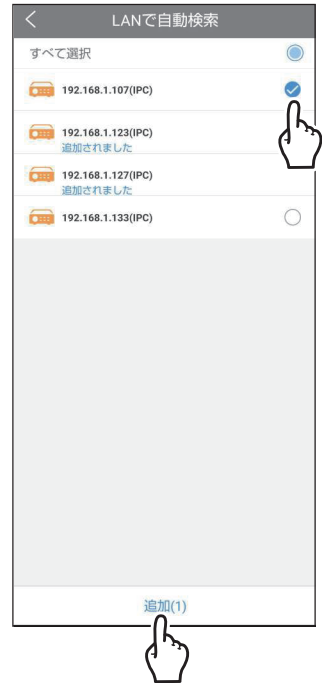 LANで自動検索
すべて選択
192.168.1.107(IPC)
192.168.1.123(IPC)
追加されました
192.168.1.127(IPC)
追加されました
192.168.1.133(IPC)
追加(1)